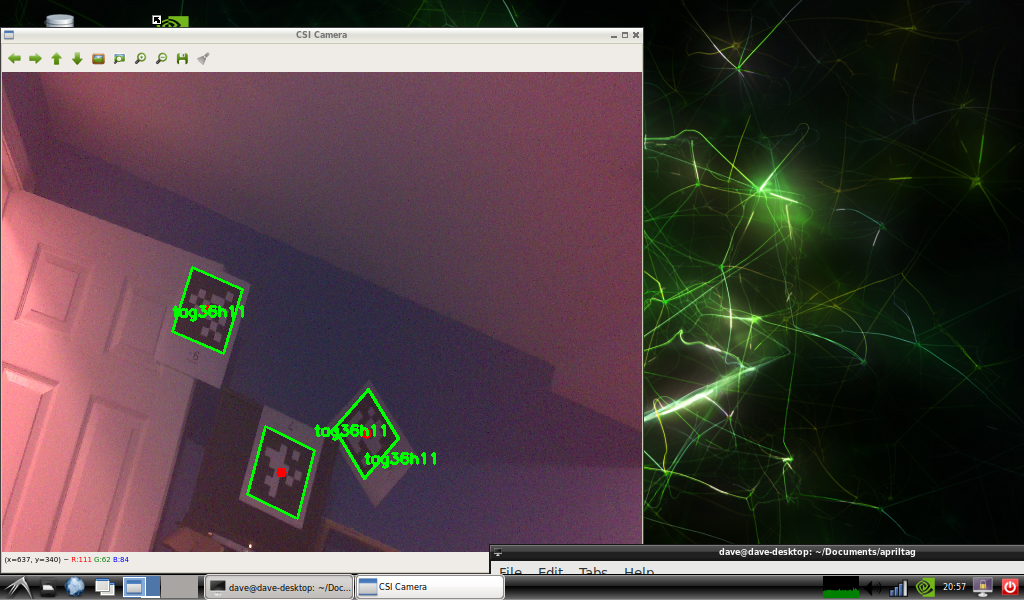 CSI Camera
tag36h11
:6
tag36h11
tag36h11
(x=637, y=340) ~ R:111 G:62 B:84
dave@dave-desktop: ~/Documents/apriltag
File Edit Tabs Help
dave@dave-desktop: ~/Doc...
CSI Camera
20:57